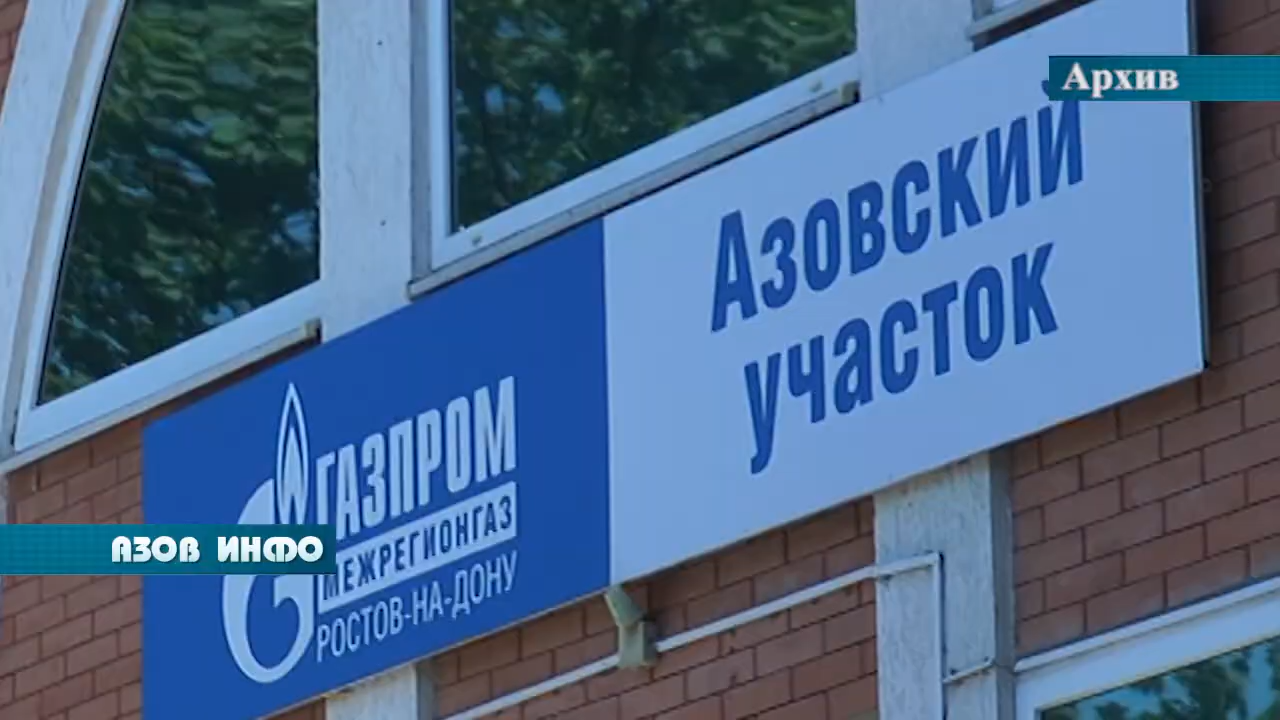 Архив
Азовский
участок
ГАЗПРОМ
МЕЖРЕГИОНГАЗ
РОСТОВ-НА-ДОНУ
АЗОВ ИНФО